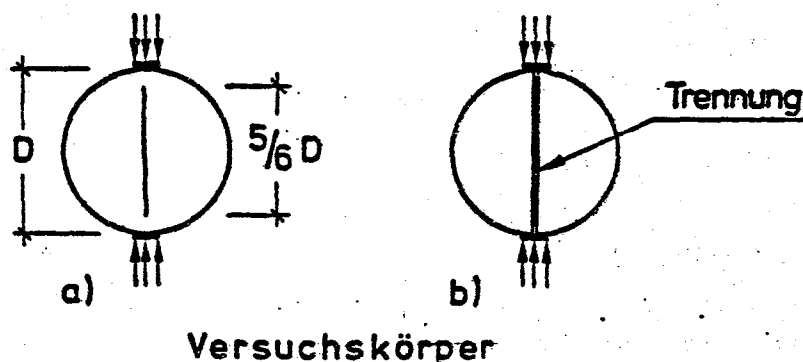 D
5/6 D
a)
Trennung
b)
Versuchskörper